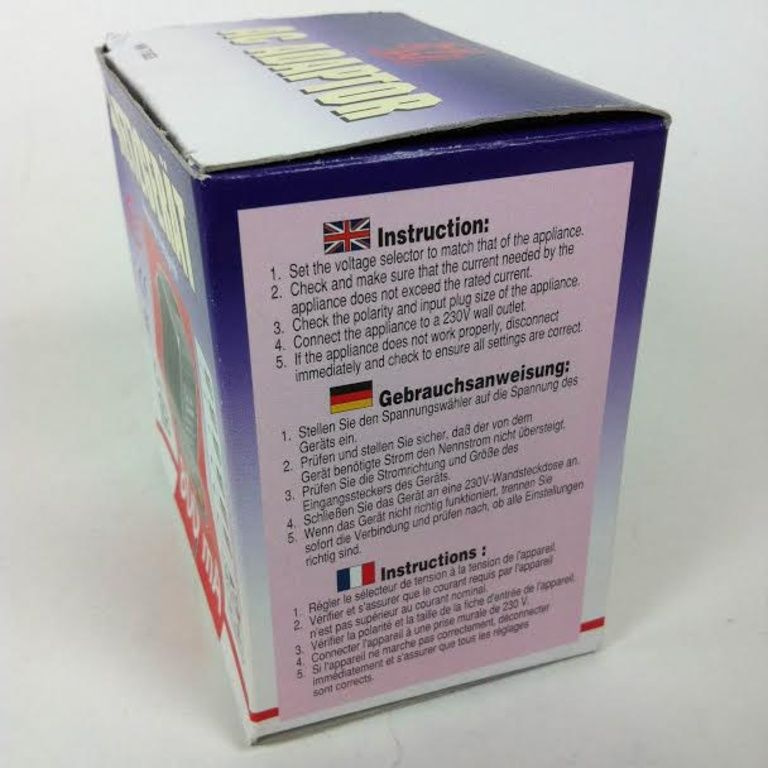 AC ADAPTOR
Instruction:
1. Set the voltage selector to match that of the appliance.
2. Check and make sure that the current needed by the
appliance does not exceed the rated current.
3. Check the polarity and input plug size of the appliance.
4. Connect the appliance to a 230V wall outlet.
5. If the appliance does not work properly, disconnect
immediately and check to ensure all settings are correct.
Gebrauchsanweisung:
1. Stellen Sie den Spannungswähler auf die Spannung des
Geräts ein.
2. Prüfen und stellen Sie sicher, daß der von dem
Gerät benötigte Strom den Nennstrom nicht übersteigt.
3. Prüfen Sie die Stromrichtung und Größe des
Eingangssteckers des Geräts.
4. Schließen Sie das Gerät an eine 230V-Wandsteckdose an.
5. Wenn das Gerät nicht richtig funktioniert, trennen Sie
sofort die Verbindung und prüfen nach, ob alle Einstellungen
richtig sind.
Instructions :
1. Régler le sélecteur de tension à la tension de l'appareil.
2. Vérifier et s'assurer que le courant requis par l'appareil
n'est pas supérieur au courant nominal.
3. Vérifier la polarité et la taille de la fiche d'entrée de l'appareil.
4. Connecter l'appareil à une prise murale de 230 V.
5. Si l'appareil ne marche pas correctement, déconnecter
immédiatement et s'assurer que tous les réglages
sont corrects.